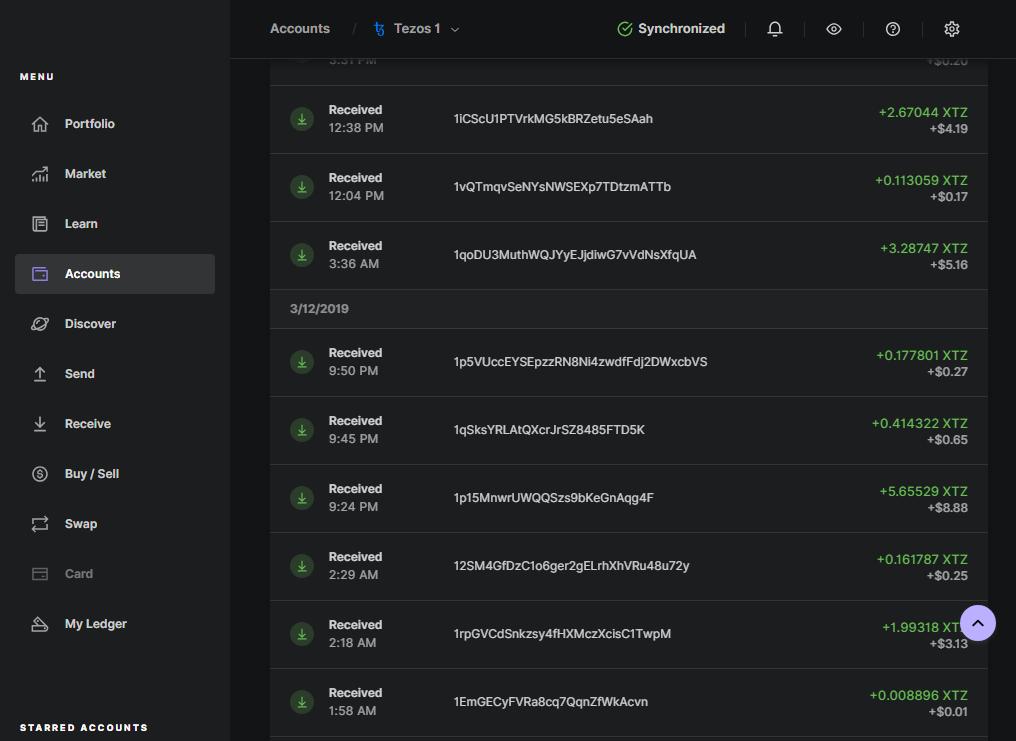 Accounts / Tezos 1
Synchronized
MENU
Portfolio
Market
Learn
Accounts
Discover
Send
Receive
Buy / Sell
Swap
Card
My Ledger
STARRED ACCOUNTS
3:31 PM +$0.20
Received 1iCScU1PTVrkMG5kBRZetu5eSAah +2.67044 XTZ
12:38 PM +$4.19
Received 1vQTmqvSeNYsNWSEXp7TDtzmATTb +0.113059 XTZ
12:04 PM +$0.17
Received 1qoDU3MuthWQJYyEJjdiwG7vVdNsXfqUA +3.28747 XTZ
3:36 AM +$5.16
3/12/2019
Received 1p5VUccEYSEpzzRN8Ni4zwdfFdj2DWxcbVS +0.177801 XTZ
9:50 PM +$0.27
Received 1qSksYRLAtQXcrJrSZ8485FTD5K +0.414322 XTZ
9:45 PM +$0.65
Received 1p15MnwrUWQQSzs9bKeGnAqg4F +5.65529 XTZ
9:24 PM +$8.88
Received 12SM4GfDzC1o6ger2gELrhXhVRu48u72y +0.161787 XTZ
2:29 AM +$0.25
Received 1rpGVCdSnkzsy4fHXMczXcisC1TwpM +1.99318 XT
2:18 AM +$3.13
Received 1EmGECyFVRa8cq7QqnZfWkAcvn +0.008896 XTZ
1:58 AM +$0.01